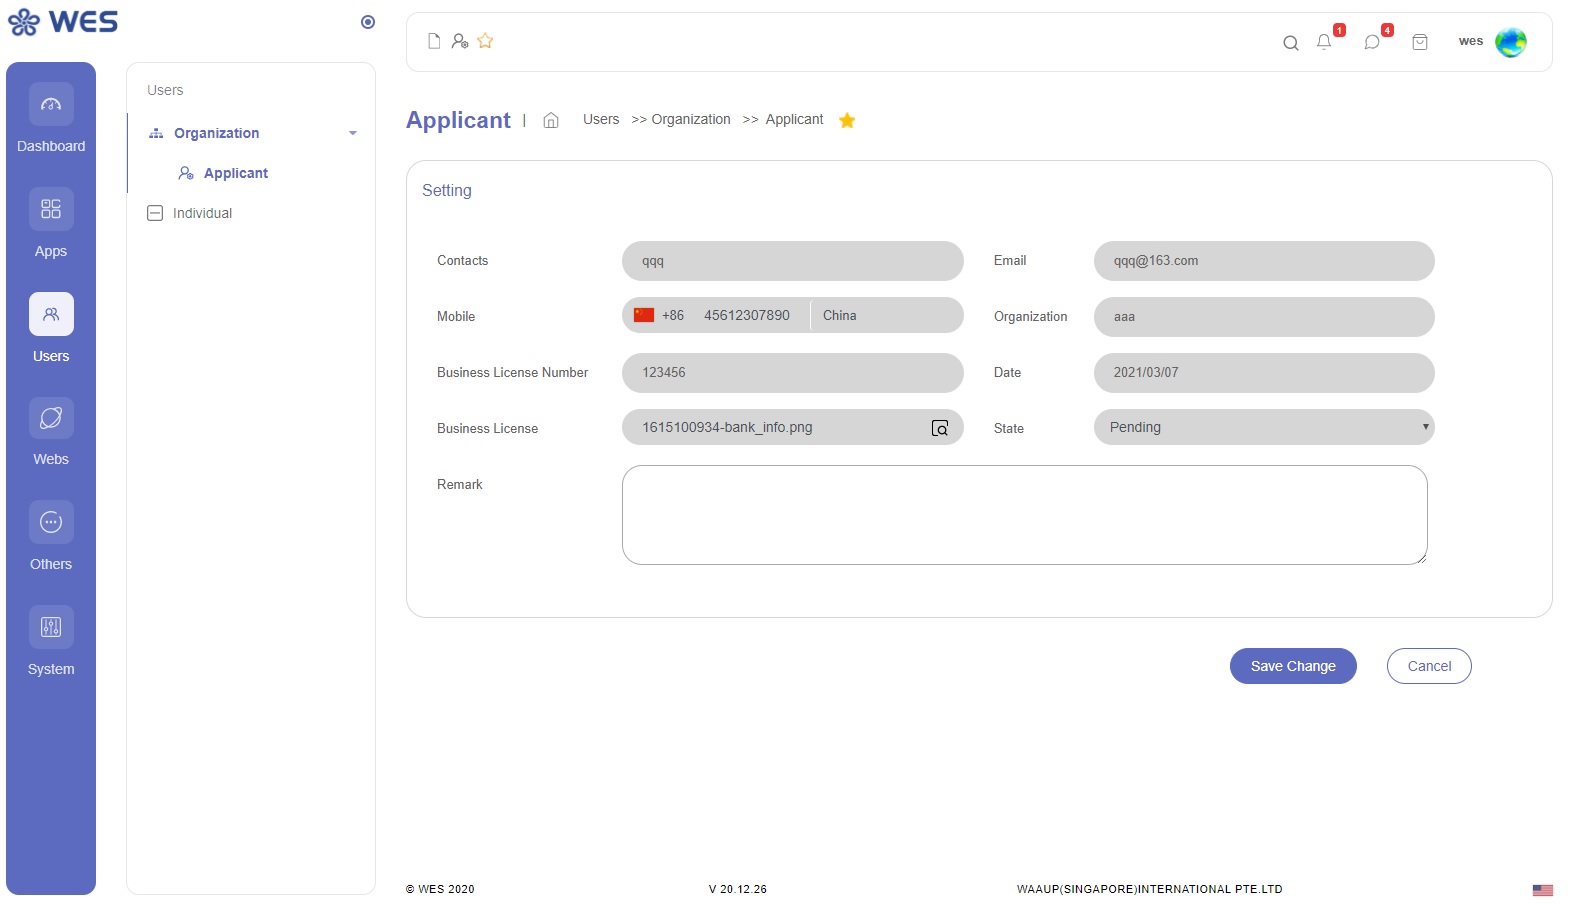 WES
1
4
wes
Dashboard
Apps
Users
Webs
Others
System
Users
Organization
Applicant
Individual
Applicant | Users >> Organization >> Applicant
Setting
Contacts qqq Email qqq@163.com
Mobile +86 45612307890 China Organization aaa
Business License Number 123456 Date 2021/03/07
Business License 1615100934-bank_info.png State Pending
Remark
Save Change Cancel
© WES 2020 V 20.12.26 WAAUP(SINGAPORE)INTERNATIONAL PTE.LTD